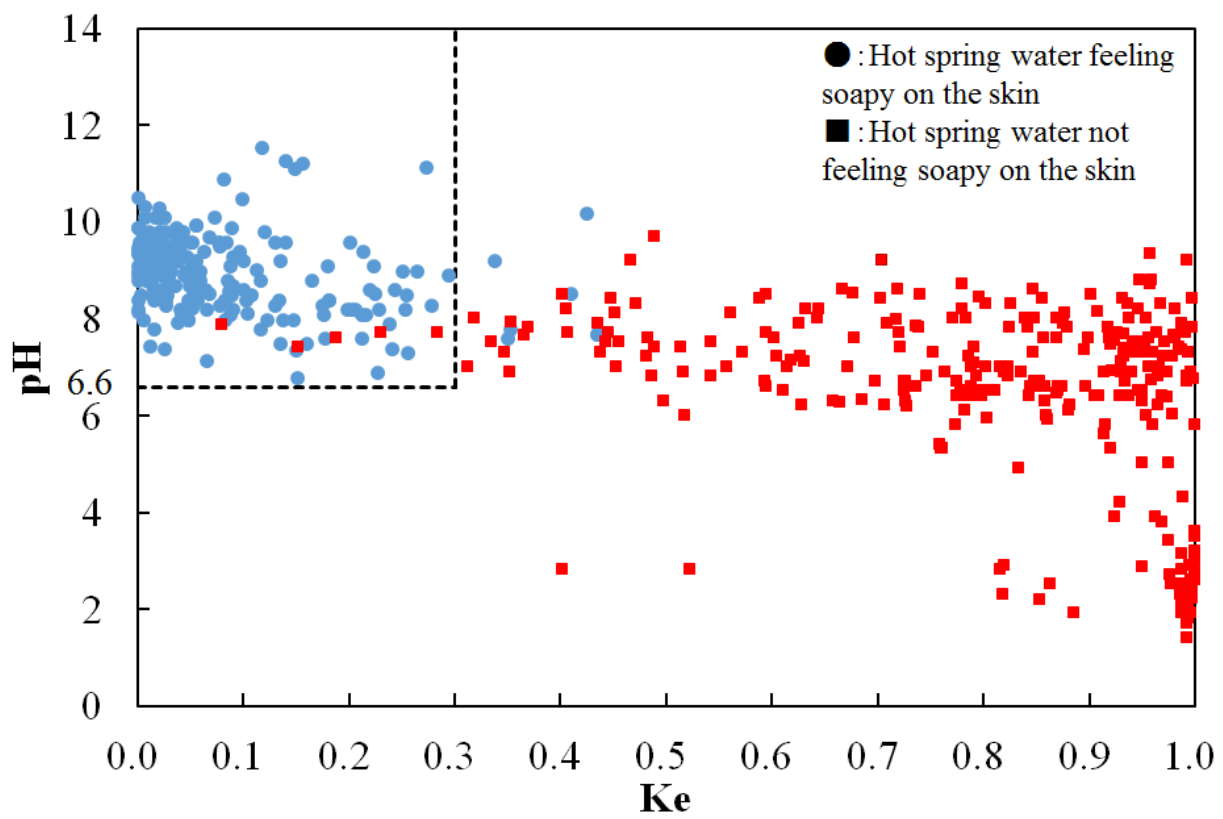 14
12
10
8
6.6
6
4
2
0
pH
●:Hot spring water feeling
soapy on the skin
■:Hot spring water not
feeling soapy on the skin
0.0 0.1 0.2 0.3 0.4 0.5 0.6 0.7 0.8 0.9 1.0
Ke